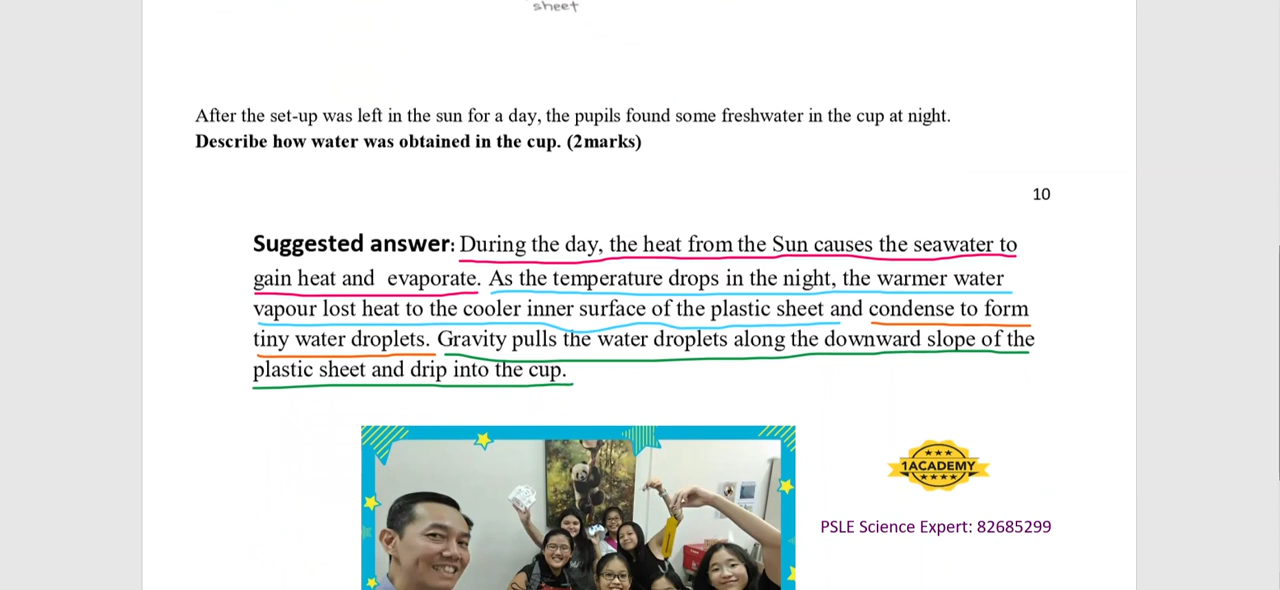 sheet
After the set-up was left in the sun for a day, the pupils found some freshwater in the cup at night.
Describe how water was obtained in the cup. (2marks)
10
Suggested answer: During the day, the heat from the Sun causes the seawater to
gain heat and evaporate. As the temperature drops in the night, the warmer water
vapour lost heat to the cooler inner surface of the plastic sheet and condense to form
tiny water droplets. Gravity pulls the water droplets along the downward slope of the
plastic sheet and drip into the cup.
1ACADEMY
PSLE Science Expert: 82685299